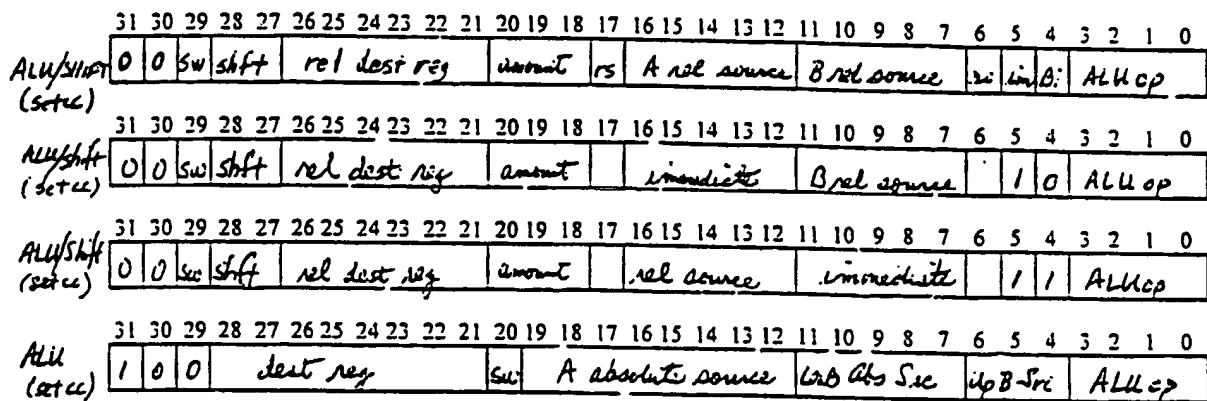 31 30 29 28 27 26 25 24 23 22 21 20 19 18 17 16 15 14 13 12 11 10 9 8 7 6 5 4 3 2 1 0
ALU/SHIFT 0 0 sw shft rel dest reg amount rs A rel source B rel source im Bi ALU op
(setcc)
31 30 29 28 27 26 25 24 23 22 21 20 19 18 17 16 15 14 13 12 11 10 9 8 7 6 5 4 3 2 1 0
ALU/shft 0 0 sw shft rel dest reg amount immediate B rel source 1 0 ALU op
(setcc)
31 30 29 28 27 26 25 24 23 22 21 20 19 18 17 16 15 14 13 12 11 10 9 8 7 6 5 4 3 2 1 0
ALU/Shift 0 0 sw shft rel dest reg amount rel source immediate 1 1 ALU op
(setcc)
31 30 29 28 27 26 25 24 23 22 21 20 19 18 17 16 15 14 13 12 11 10 9 8 7 6 5 4 3 2 1 0
ALU 1 0 0 dest reg sw A absolute source Abs Src ALU op
(setcc)